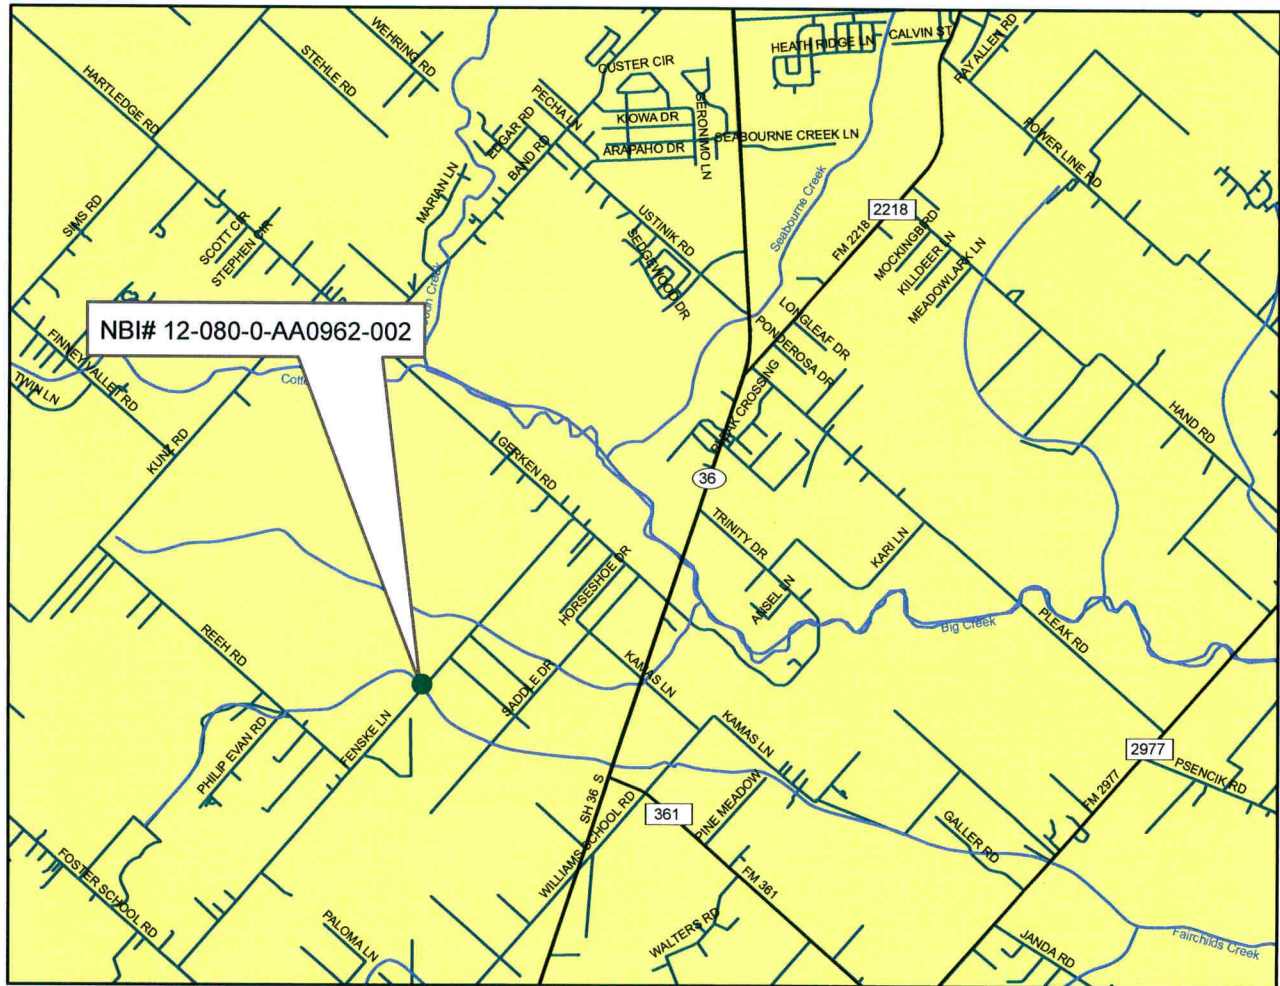 WEHRING RD
STEHLE RD
HARTLEDGE RD
CUSTER CIR
HEATH RIDGE LN
CALVIN ST
RAY ALLEN RD
PECHA LN
EDGAR RD
BAND RD
KIOWA DR
ARAPAHO DR
SEABOURNE CREEK LN
POWER LINE RD
MARIAN LN
SIMS RD
SCOTT CIR
STEPHEN CIR
USTINIK RD
SEDGEWOOD DR
Seabourne Creek
2218
FM 2218
MOCKINGBIRD
KILLDEER LN
MEADOWLARK LN
Creek
NBI# 12-080-0-AA0962-002
LONGLEAF DR
PONDEROSA DR
FINNEY VALLET RD
TWIN LN
KUNZ RD
CROSSING
HAND RD
GERKEN RD
36
TRINITY DR
KARI LN
HORSESHOE DR
ANSEL LN
Big Creek
PLEAK RD
REEH RD
KAMAS LN
SADDLE DR
PHILIP EVAN RD
FENSKE LN
KAMAS LN
2977
FM 2977
PSENCIK RD
SH 36 S
361
PINE MEADOW
WILLIAMS SCHOOL RD
GALLER RD
FM 361
FOSTER SCHOOL RD
PALOMA LN
WALTERS RD
JANDA RD
Fairchilds Creek